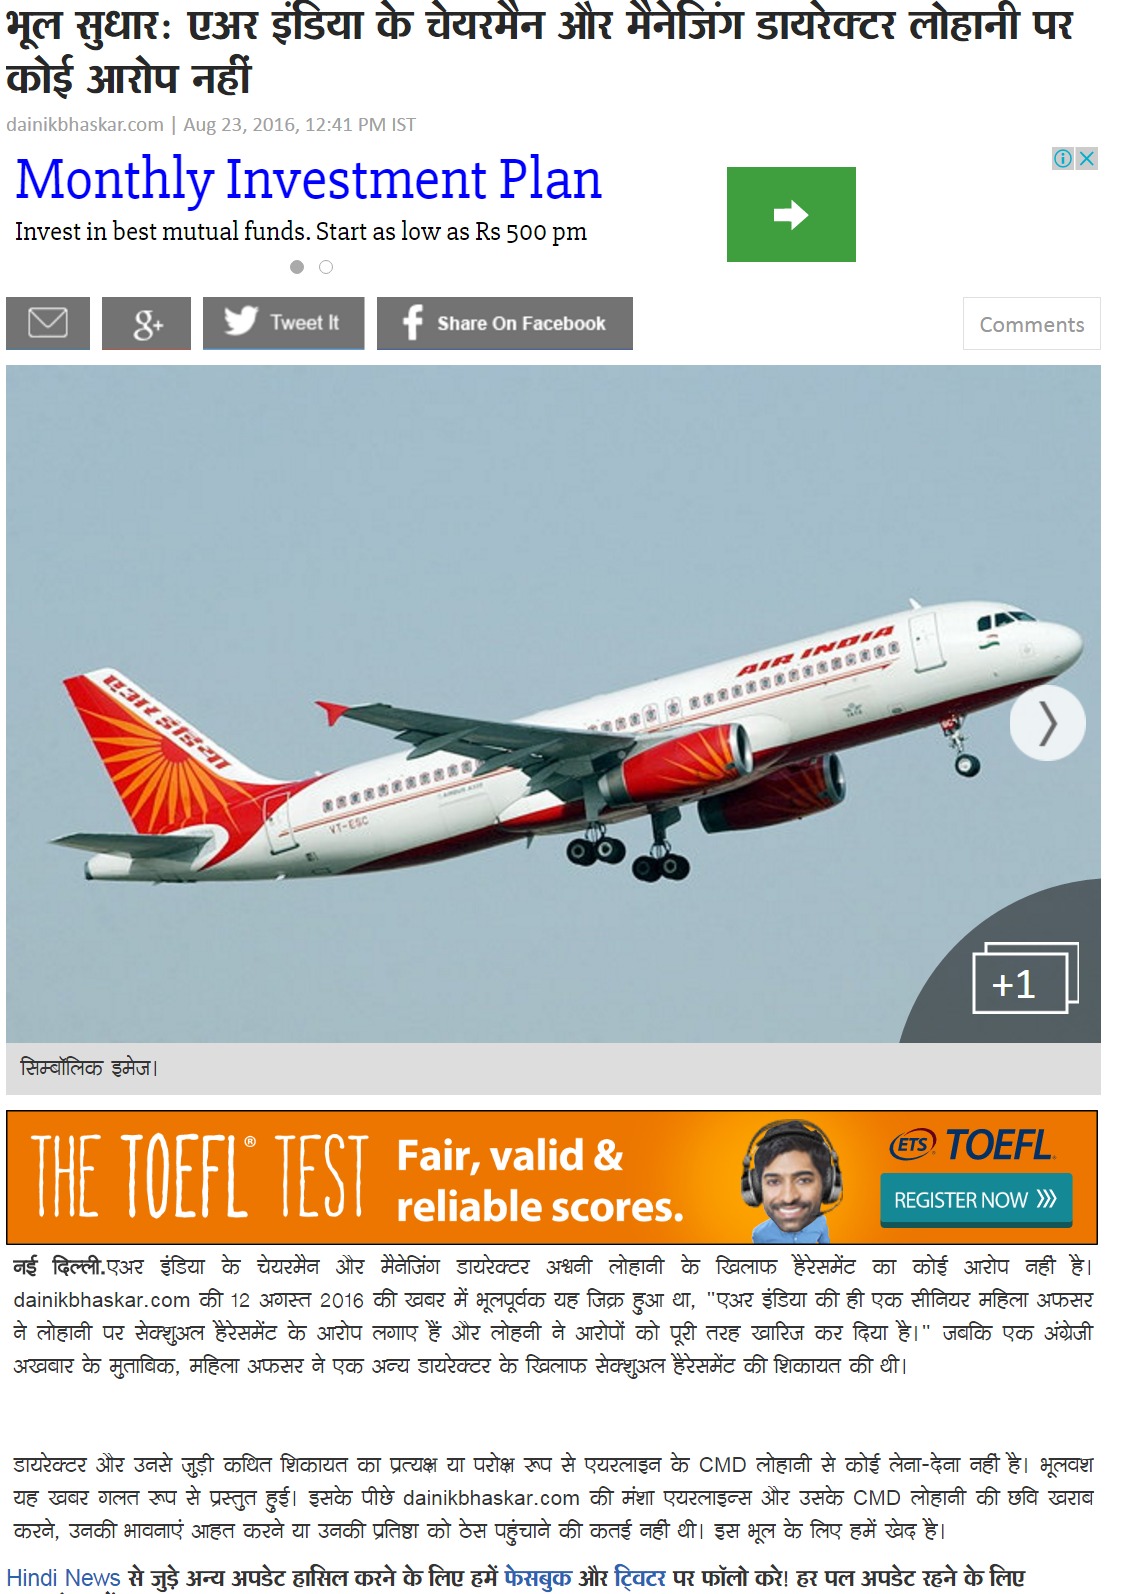 भूल सुधारः एअर इंडिया के चेयरमैन और मैनेजिंग डायरेक्टर लोहानी पर
कोई आरोप नहीं
dainikbhaskar.com | Aug 23, 2016, 12:41 PM IST
Monthly Investment Plan
Invest in best mutual funds. Start as low as Rs 500 pm
g+
Tweet It
Share On Facebook
Comments
AIR INDIA
एअर इंडिया
VT-ESC
+1
सिम्बॉलिक इमेज।
THE TOEFL® TEST
Fair, valid &
reliable scores.
ETS TOEFL
REGISTER NOW
नई दिल्ली.एअर इंडिया के चेयरमैन और मैनेजिंग डायरेक्टर अश्वनी लोहानी के खिलाफ हैरेसमेंट का कोई आरोप नहीं है।
dainikbhaskar.com की 12 अगस्त 2016 की खबर में भूलपूर्वक यह जिक्र हुआ था, "एअर इंडिया की ही एक सीनियर महिला अफसर
ने लोहानी पर सेक्शुअल हैरेसमेंट के आरोप लगाए हैं और लोहनी ने आरोपों को पूरी तरह खारिज कर दिया है।" जबकि एक अंग्रेजी
अखबार के मुताबिक, महिला अफसर ने एक अन्य डायरेक्टर के खिलाफ सेक्शुअल हैरेसमेंट की शिकायत की थी।
डायरेक्टर और उनसे जुड़ी कथित शिकायत का प्रत्यक्ष या परोक्ष रूप से एयरलाइन के CMD लोहानी से कोई लेना-देना नहीं है। भूलवश
यह खबर गलत रूप से प्रस्तुत हुई। इसके पीछे dainikbhaskar.com की मंशा एयरलाइन्स और उसके CMD लोहानी की छवि खराब
करने, उनकी भावनाएं आहत करने या उनकी प्रतिष्ठा को ठेस पहुंचाने की कतई नहीं थी। इस भूल के लिए हमें खेद है।
Hindi News से जुड़े अन्य अपडेट हासिल करने के लिए हमें फेसबुक और ट्विटर पर फॉलो करे! हर पल अपडेट रहने के लिए